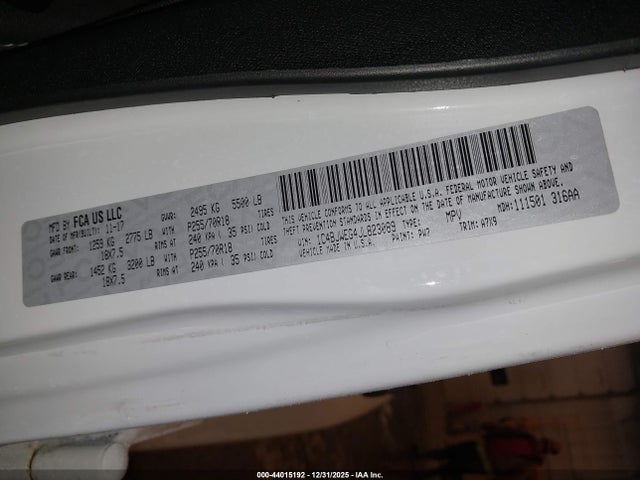 MFD BY FCA US LLC
DATE OF MFR 11-17 GVWR: 2495 KG 5500 LB
GAWR FRONT: 1259 KG 2775 LB WITH P255/70R18 TIRES
18X7.5 RIMS AT 240 KPA ( 35 PSI) COLD
GAWR REAR: 1452 KG 3200 LB WITH P255/70R18 TIRES
18X7.5 RIMS AT 240 KPA ( 35 PSI) COLD
THIS VEHICLE CONFORMS TO ALL APPLICABLE U.S.A. FEDERAL MOTOR VEHICLE SAFETY AND
THEFT PREVENTION STANDARDS IN EFFECT ON THE DATE OF MANUFACTURE SHOWN ABOVE.
VIN: 1C4BJWEG4JL823089 TYPE: MPV MDH: 111501 316AA
VEHICLE MADE IN U.S.A. PAINT: PW7 TRIM: A7X9
000-44015192 - 12/31/2025 - IAA Inc.